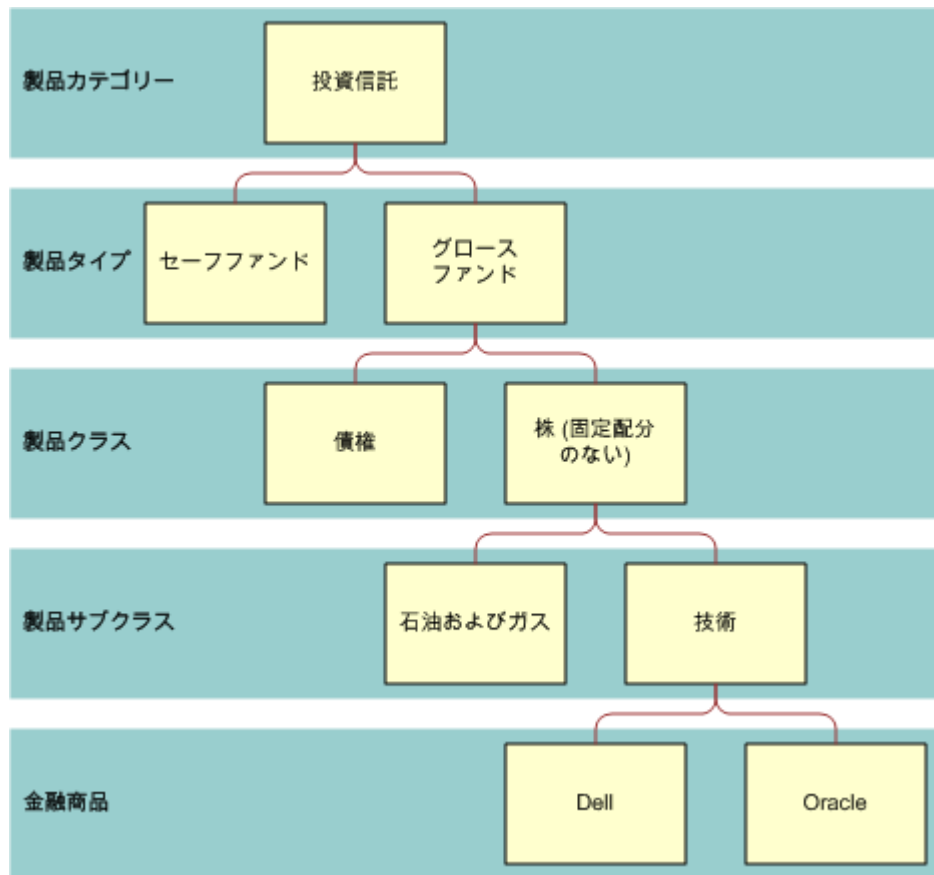 製品カテゴリー
投資信託
製品タイプ
セーフファンド
グロース
ファンド
製品クラス
債権
株 (固定配分
のない)
製品サブクラス
石油およびガス
技術
金融商品
Dell
Oracle